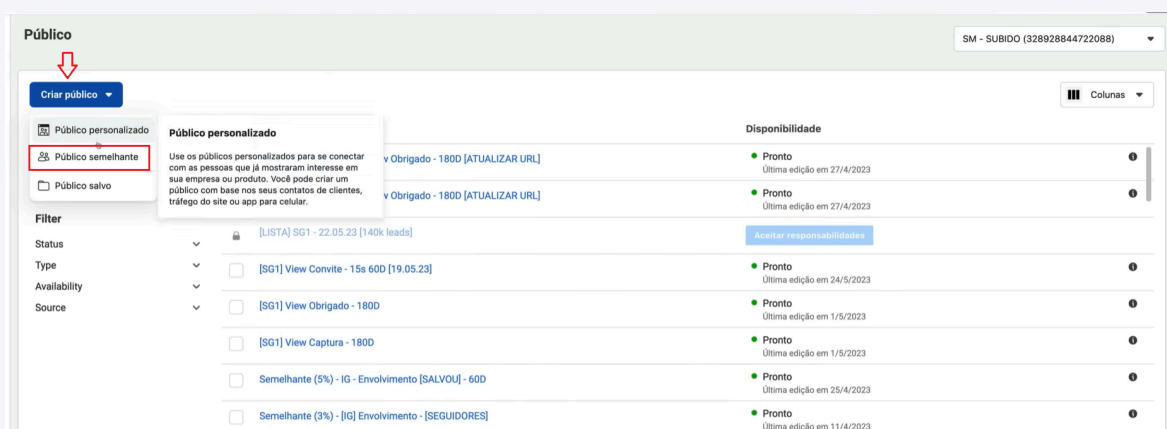 Público
SM - SUBIDO (328928844722088)
Criar público
Colunas
Público personalizado
Público semelhante
Público salvo
Público personalizado
Use os públicos personalizados para se conectar
com as pessoas que já mostraram interesse em
sua empresa ou produto. Você pode criar um
público com base nos seus contatos de clientes,
tráfego do site ou app para celular.
Disponibilidade
Obrigado - 180D [ATUALIZAR URL]
Pronto
Última edição em 27/4/2023
Obrigado - 180D [ATUALIZAR URL]
Pronto
Última edição em 27/4/2023
Filter
Status
Type
Availability
Source
[LISTA] SG1 - 22.05.23 [140k leads]
Aceitar responsabilidades
[SG1] View Convite - 15s 60D [19.05.23]
Pronto
Última edição em 24/5/2023
[SG1] View Obrigado - 180D
Pronto
Última edição em 1/5/2023
[SG1] View Captura - 180D
Pronto
Última edição em 1/5/2023
Semelhante (5%) - IG - Envolvimento [SALVOU] - 60D
Pronto
Última edição em 25/4/2023
Semelhante (3%) - [IG] Envolvimento - [SEGUIDORES]
Pronto
Última edição em 11/4/2023